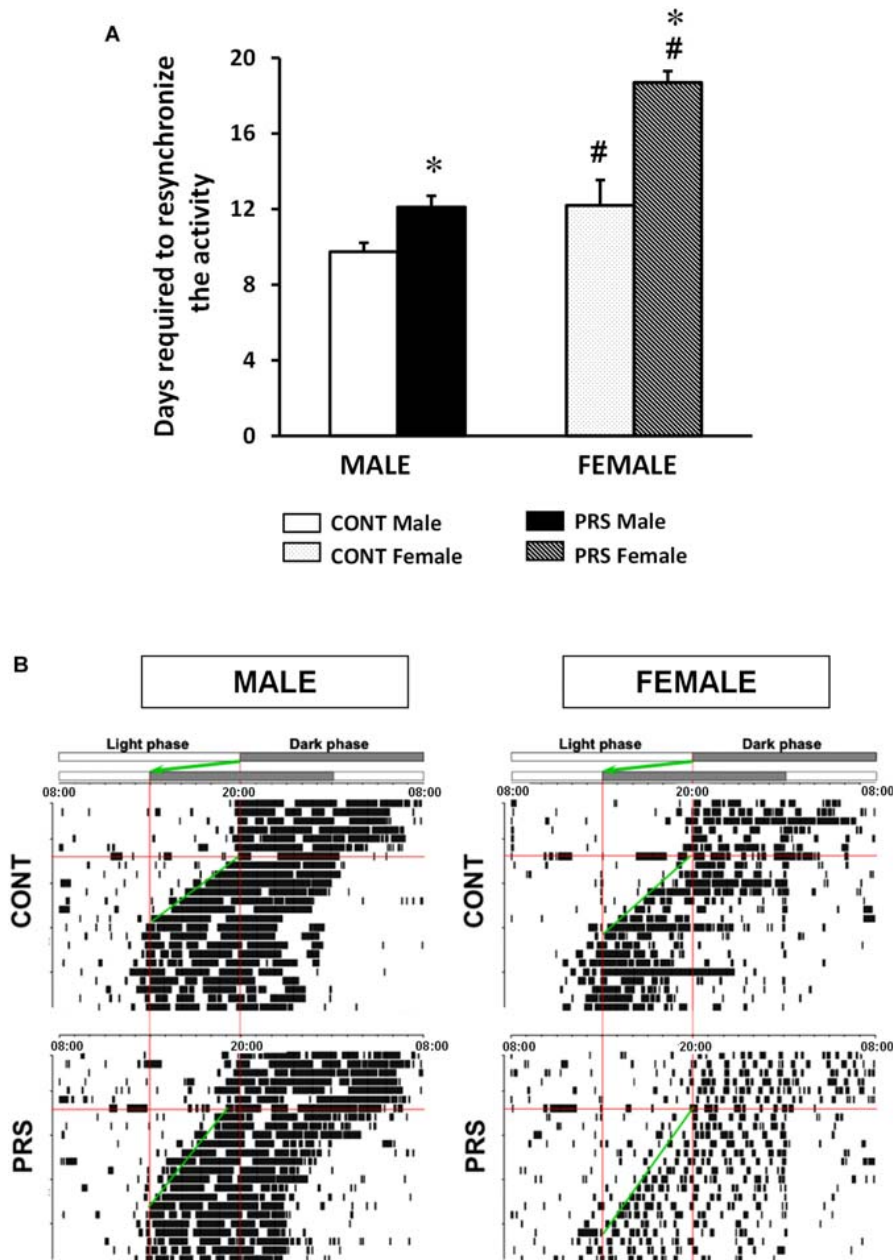 A
Days required to resynchronize
the activity
20
16
12
8
4
0
*
#
*
#
MALE
FEMALE
CONT Male
PRS Male
CONT Female
PRS Female
B
MALE
FEMALE
Light phase
Dark phase
Light phase
Dark phase
08:00
20:00
08:00
08:00
20:00
08:00
CONT
CONT
08:00
20:00
08:00
08:00
20:00
08:00
PRS
PRS